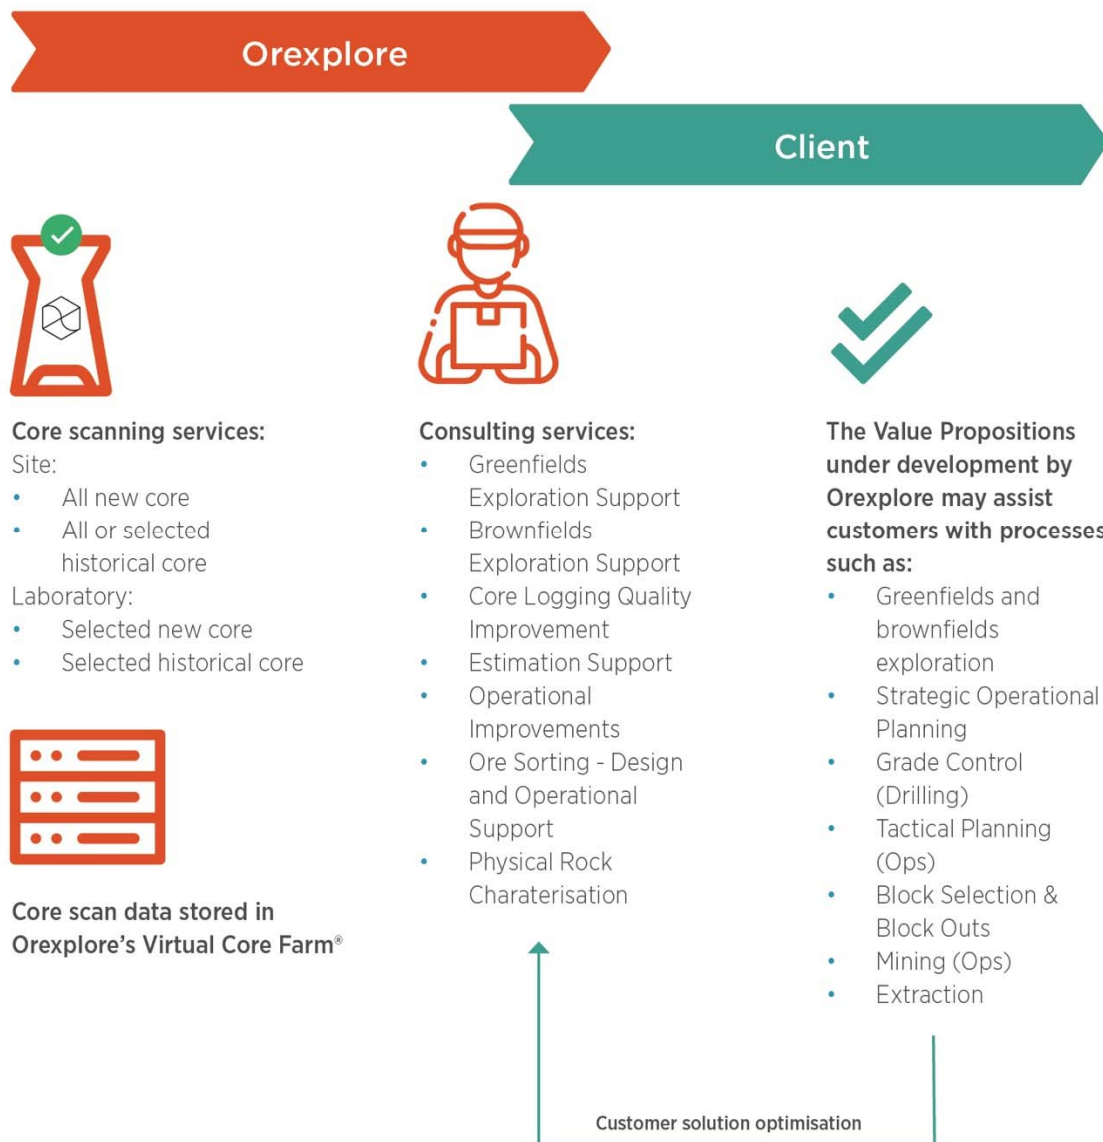 Orexplore
Client
Core scanning services:
Site:
• All new core
• All or selected
historical core
Laboratory:
• Selected new core
• Selected historical core
Core scan data stored in
Orexplore's Virtual Core Farm®
Consulting services:
• Greenfields
Exploration Support
• Brownfields
Exploration Support
• Core Logging Quality
Improvement
• Estimation Support
• Operational
Improvements
• Ore Sorting - Design
and Operational
Support
• Physical Rock
Charaterisation
The Value Propositions
under development by
Orexplore may assist
customers with processes
such as:
• Greenfields and
brownfields
exploration
• Strategic Operational
Planning
• Grade Control
(Drilling)
• Tactical Planning
(Ops)
• Block Selection &
Block Outs
• Mining (Ops)
• Extraction
Customer solution optimisation